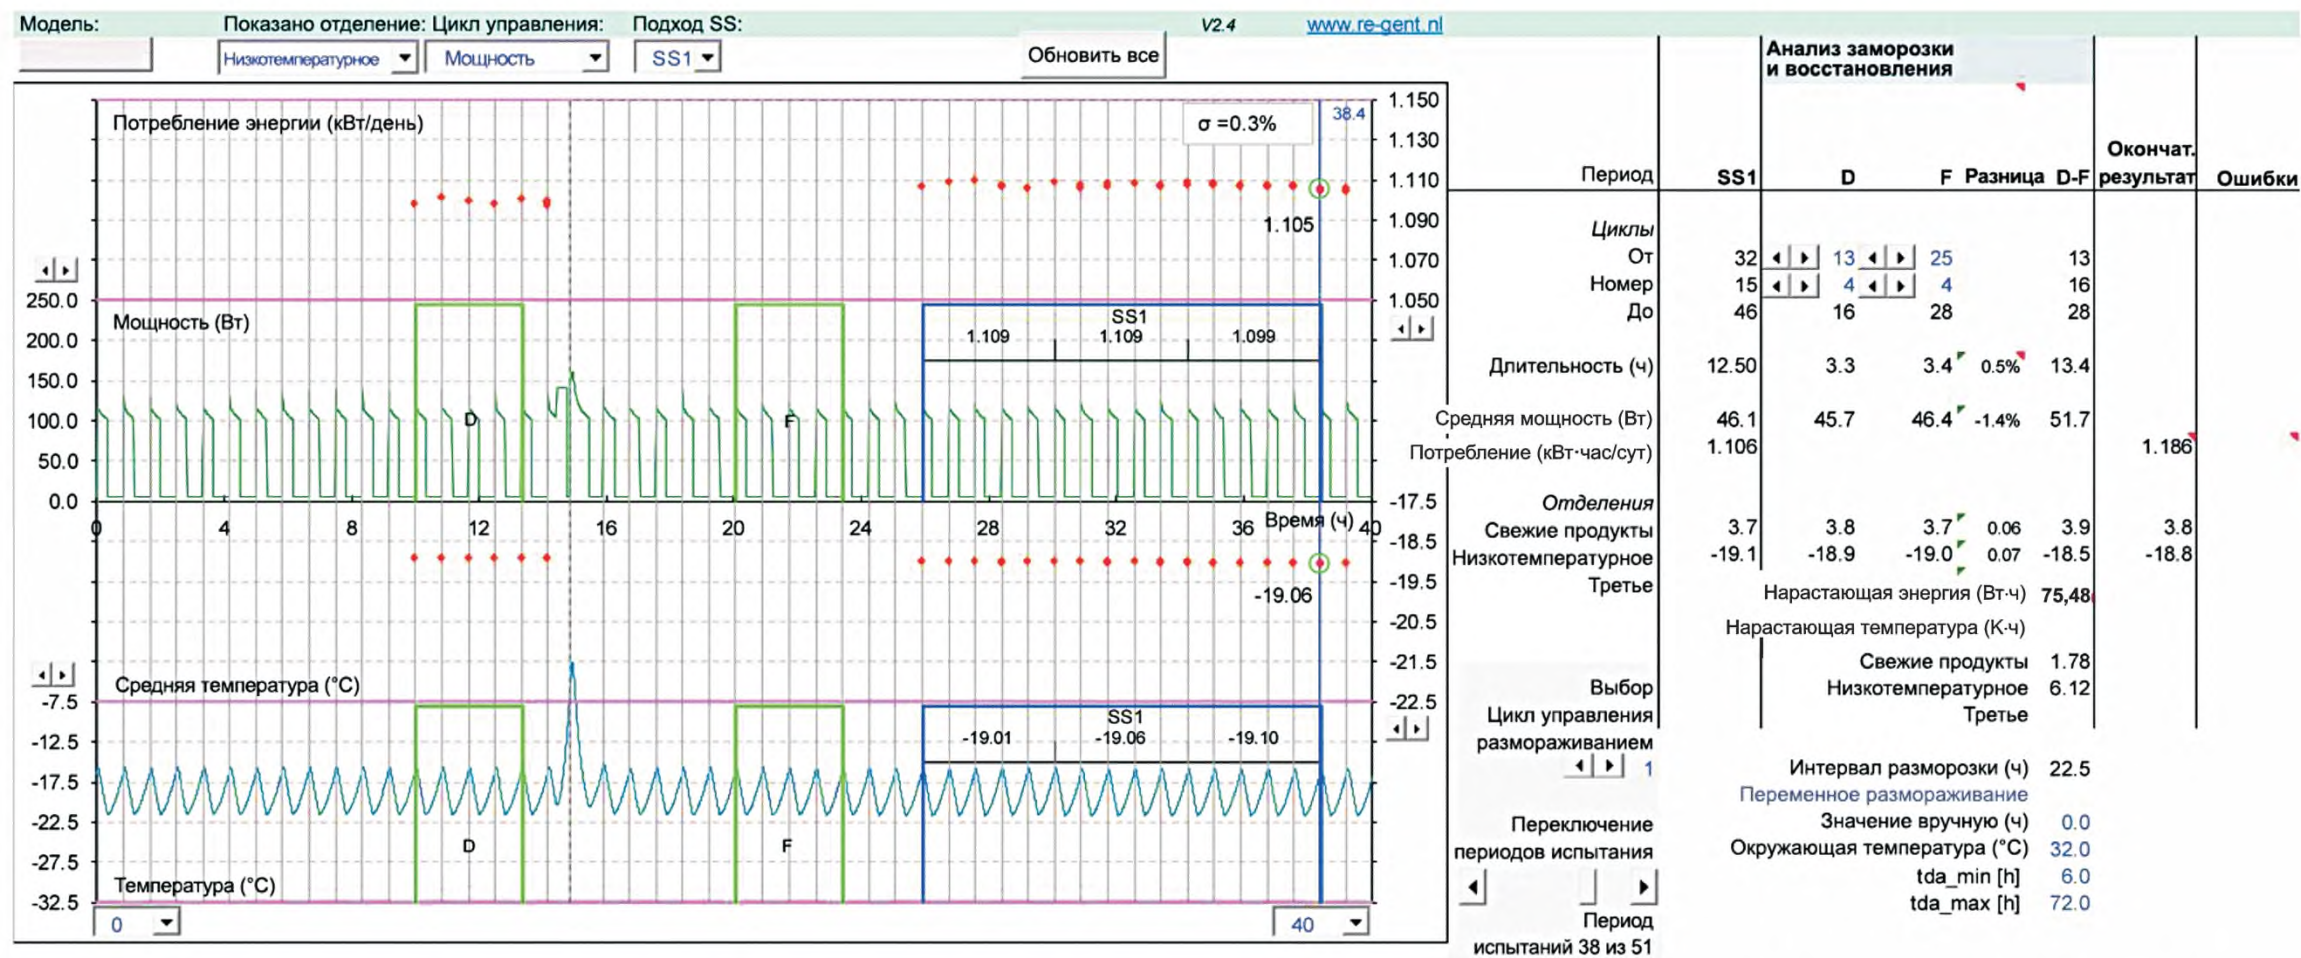 Модель: Показано отделение: Цикл управления: Подход SS: V2.4 www.re-gent.nl
Низкотемпературное Мощность SS1 Обновить все
Анализ заморозки
и восстановления
Потребление энергии (кВт/день)
σ =0.3%
38.4
1.150
1.130
1.110
1.090
1.070
1.050
1.105
Период SS1 D F Разница D-F Окончат. результат Ошибки
Циклы
От 32 13 25 13
Номер 15 4 4 16
До 46 16 28 28
Длительность (ч) 12.50 3.3 3.4 0.5% 13.4
Средняя мощность (Вт) 46.1 45.7 46.4 -1.4% 51.7
Потребление (кВт·час/сут) 1.106 1.186
Отделения
Свежие продукты 3.7 3.8 3.7 0.06 3.9 3.8
Низкотемпературное -19.1 -18.9 -19.0 0.07 -18.5 -18.8
Третье
Нарастающая энергия (Вт·ч) 75,48
Нарастающая температура (K·ч)
Свежие продукты 1.78
Низкотемпературное 6.12
Третье
Мощность (Вт)
250.0
200.0
150.0
100.0
50.0
0.0
D
F
SS1
1.109 1.109 1.099
0 4 8 12 16 20 24 28 32 36 40
Время (ч)
-17.5
-18.5
-19.5
-20.5
-21.5
-22.5
-19.06
Средняя температура (°C)
-7.5
-12.5
-17.5
-22.5
-27.5
-32.5
SS1
-19.01 -19.06 -19.10
D
F
Температура (°C)
0
40
Выбор
Цикл управления
размораживанием
1
Переключение
периодов испытания
Период
испытаний 38 из 51
Интервал разморозки (ч) 22.5
Переменное размораживание
Значение вручную (ч) 0.0
Окружающая температура (°C) 32.0
tda_min [h] 6.0
tda_max [h] 72.0